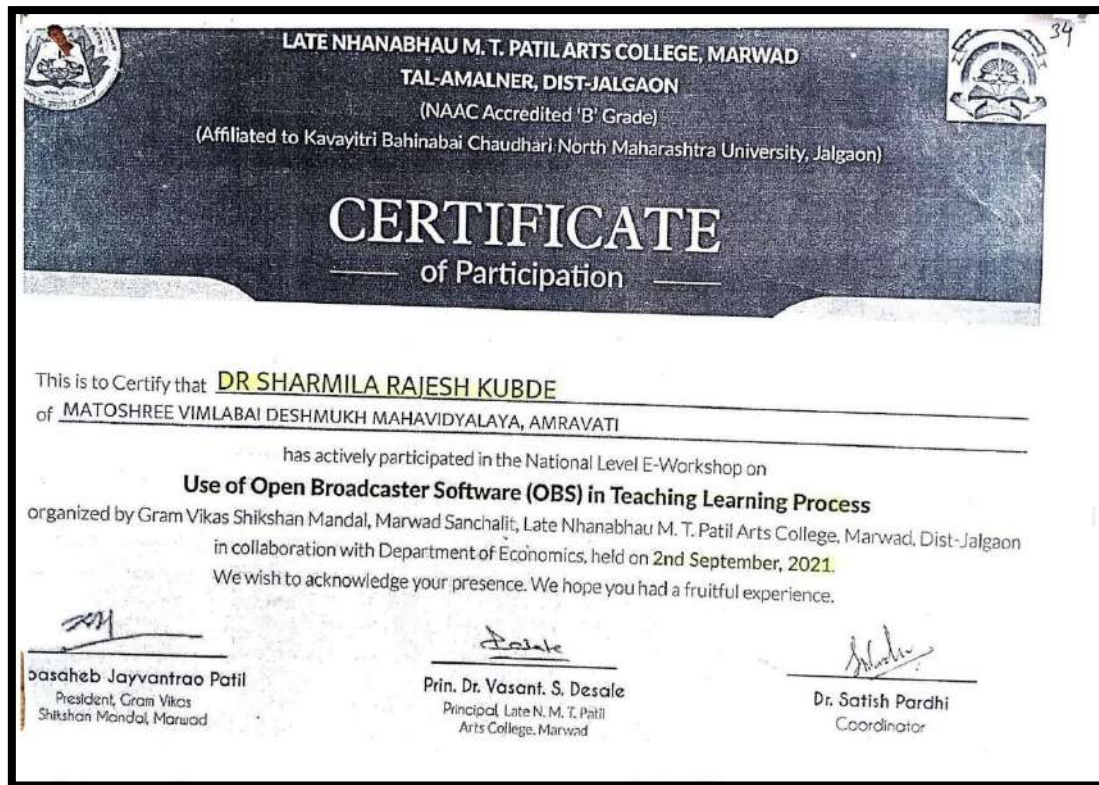 34
LATE NHANABHAU M. T. PATIL ARTS COLLEGE, MARWAD
TAL-AMALNER, DIST-JALGAON
(NAAC Accredited 'B' Grade)
(Affiliated to Kavayitri Bahinabai Chaudhari North Maharashtra University, Jalgaon)
CERTIFICATE
of Participation
This is to Certify that DR SHARMILA RAJESH KUBDE
of MATOSHREE VIMLABAI DESHMUKH MAHAVIDYALAYA, AMRAVATI
has actively participated in the National Level E-Workshop on
Use of Open Broadcaster Software (OBS) in Teaching Learning Process
organized by Gram Vikas Shikshan Mandal, Marwad Sanchalit, Late Nhanabhau M. T. Patil Arts College, Marwad, Dist-Jalgaon
in collaboration with Department of Economics, held on 2nd September, 2021.
We wish to acknowledge your presence. We hope you had a fruitful experience.
Desale
basaheb Jayvantrao Patil
President, Gram Vikas
Shikshan Mandal, Marwad
Prin. Dr. Vasant. S. Desale
Principal, Late N. M. T. Patil
Arts College, Marwad
Dr. Satish Pardhi
Coordinator